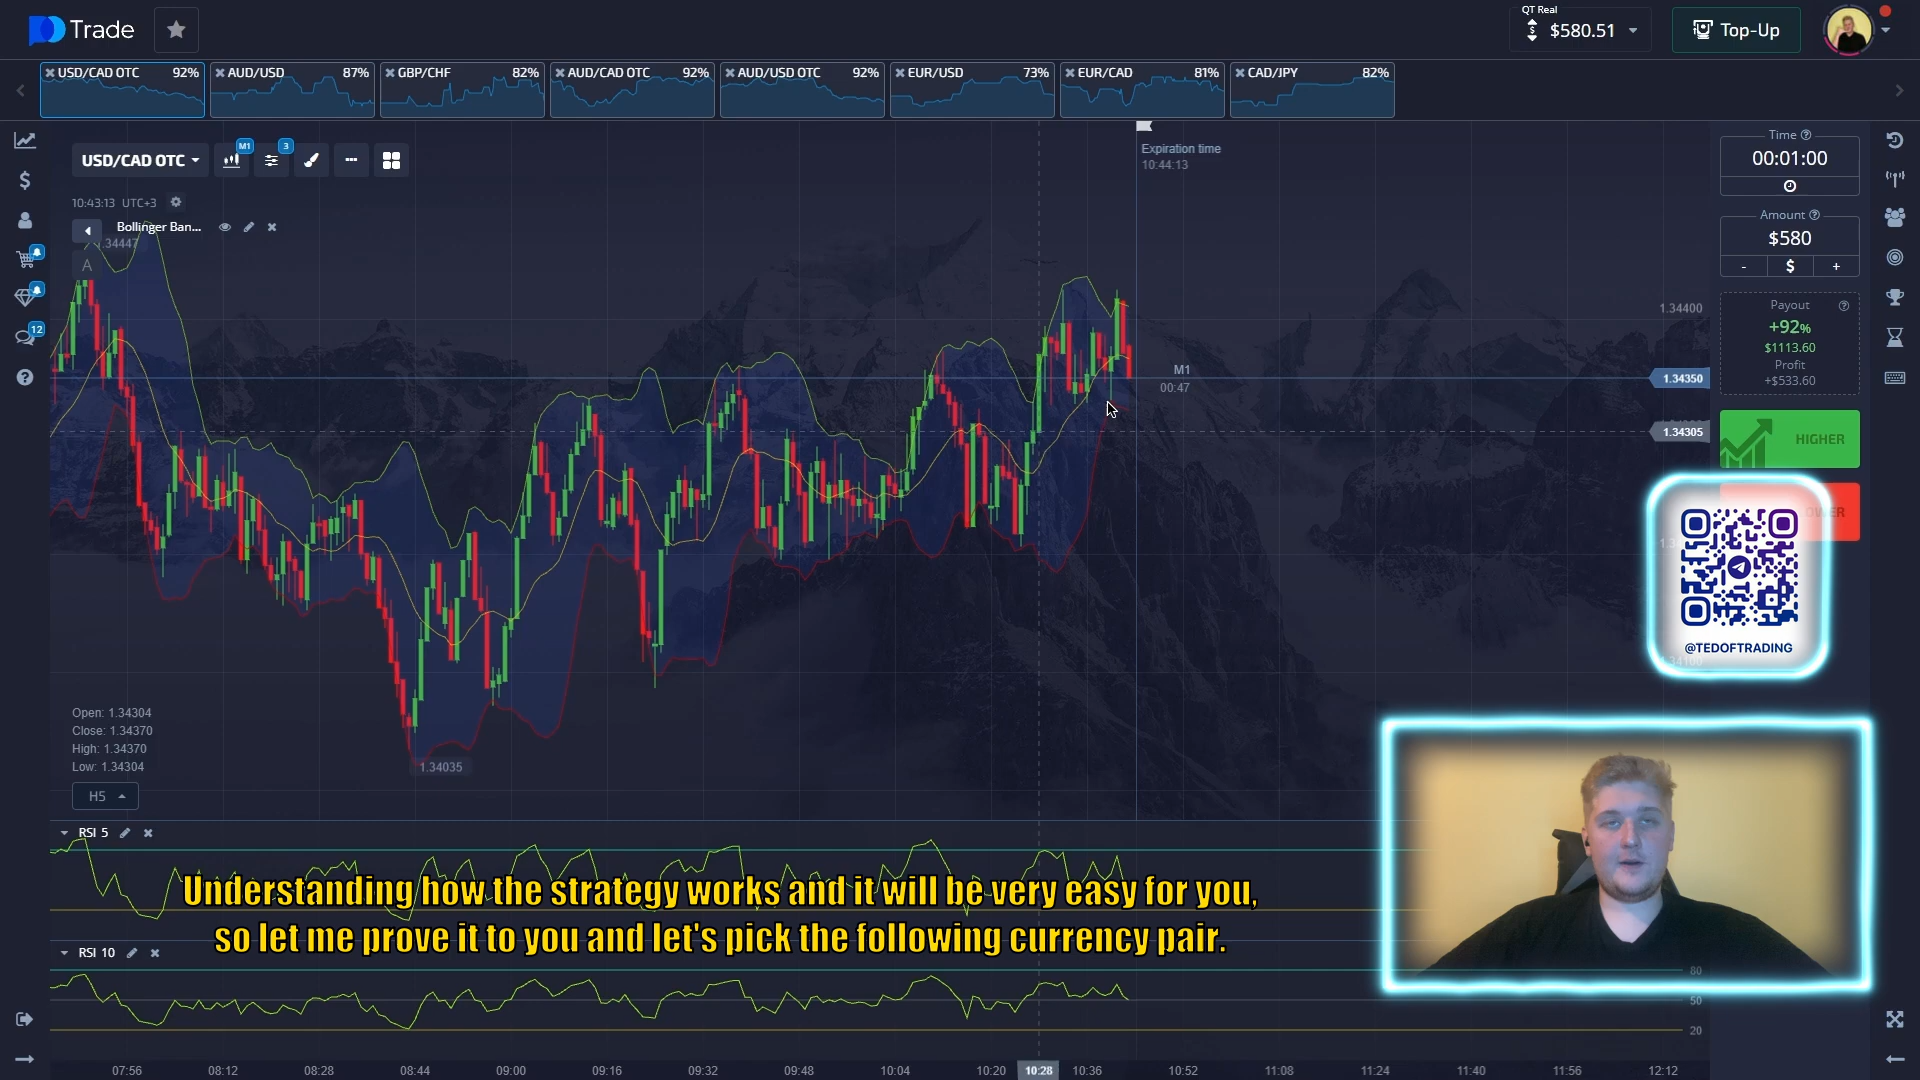 Trade
QT Real
$580.51
Top-Up
USD/CAD OTC 92%
AUD/USD 87%
GBP/CHF 82%
AUD/CAD OTC 92%
AUD/USD OTC 92%
EUR/USD 73%
EUR/CAD 81%
CAD/JPY 82%
USD/CAD OTC
M1
3
10:43:13 UTC+3
Bollinger Ban...
A
Expiration time
10:44:13
Time
00:01:00
Amount
$580
- $ +
Payout
+92%
$1113.60
Profit
+$533.60
HIGHER
1.34400
M1
00:47
1.34350
1.34305
12
@TEDOFTRADING
1.34100
Open: 1.34304
Close: 1.34370
High: 1.34370
Low: 1.34304
1.34035
H5
RSI 5
Understanding how the strategy works and it will be very easy for you,
so let me prove it to you and let's pick the following currency pair.
RSI 10
80
50
20
07:56 08:12 08:28 08:44 09:00 09:16 09:32 09:48 10:04 10:20 10:28 10:36 10:52 11:08 11:24 11:40 11:56 12:12